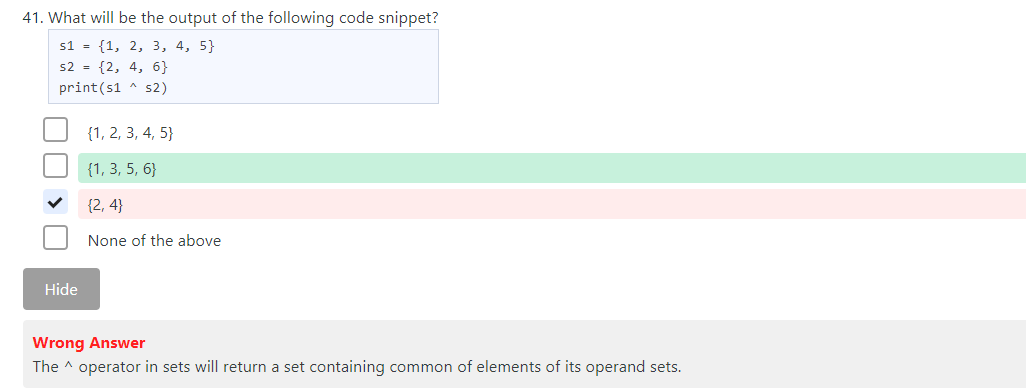 41. What will be the output of the following code snippet?
s1 = {1, 2, 3, 4, 5}
s2 = {2, 4, 6}
print(s1 ^ s2)
{1, 2, 3, 4, 5}
{1, 3, 5, 6}
{2, 4}
None of the above
Hide
Wrong Answer
The ^ operator in sets will return a set containing common of elements of its operand sets.